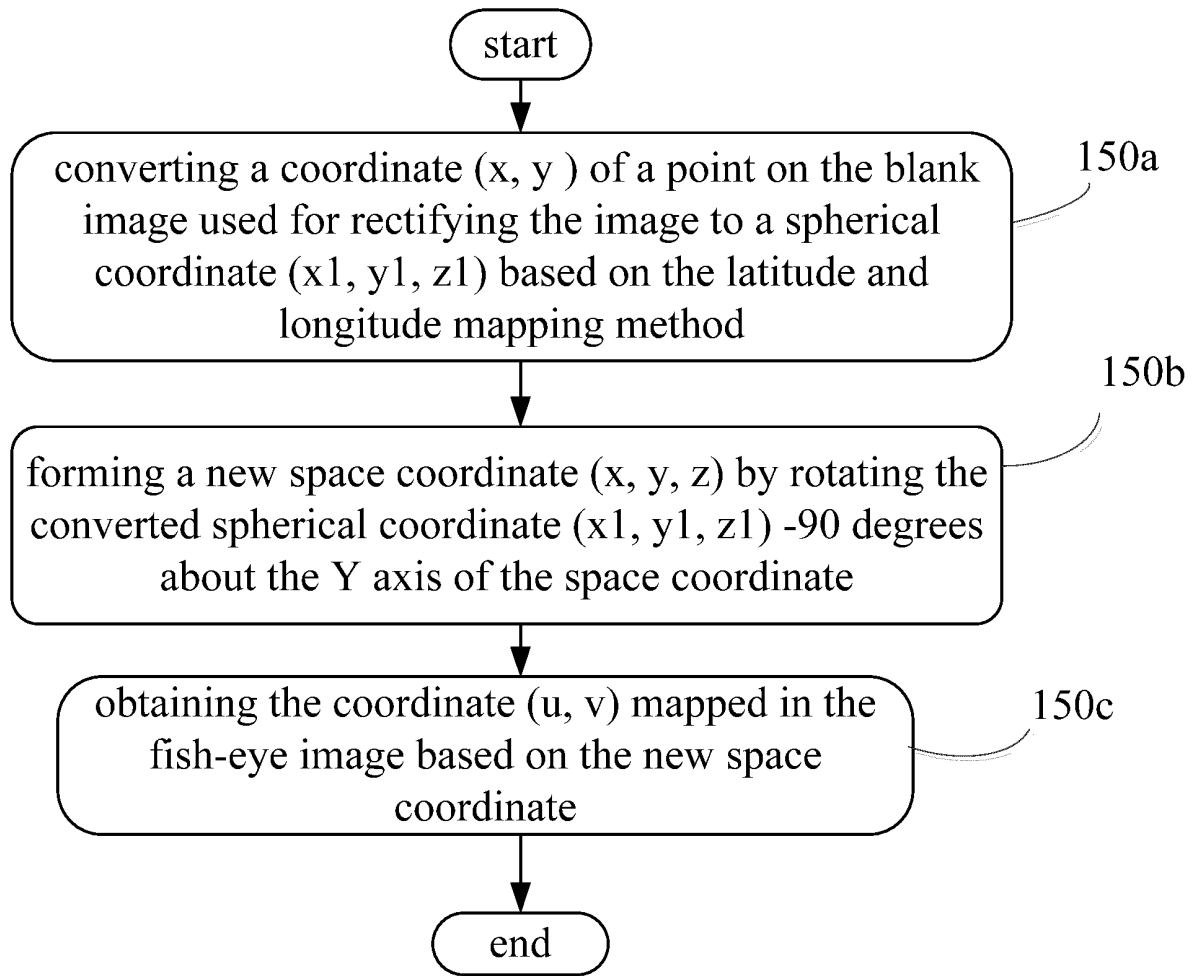 start
converting a coordinate (x, y ) of a point on the blank
image used for rectifying the image to a spherical
coordinate (x1, y1, z1) based on the latitude and
longitude mapping method
150a
forming a new space coordinate (x, y, z) by rotating the
converted spherical coordinate (x1, y1, z1) -90 degrees
about the Y axis of the space coordinate
150b
obtaining the coordinate (u, v) mapped in the
fish-eye image based on the new space
coordinate
150c
end